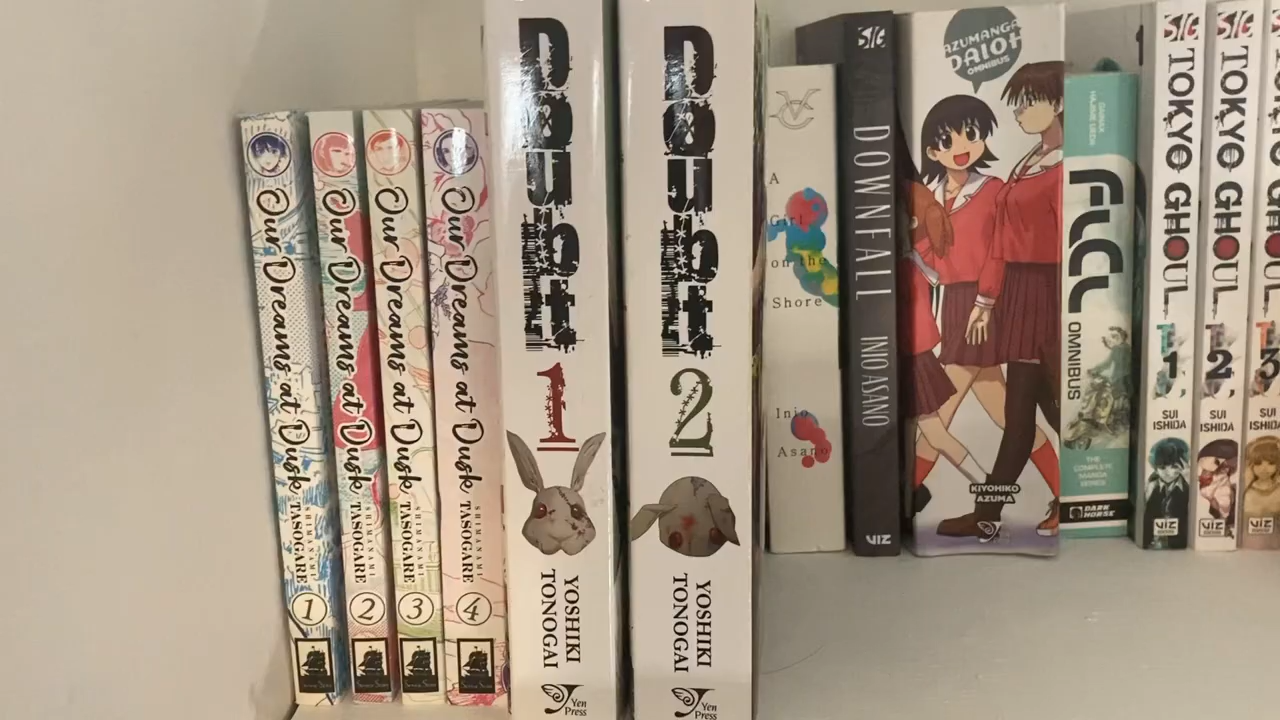 Our Dreams at Dusk
SHIMANAMI
TASOGARE
1
Our Dreams at Dusk
SHIMANAMI
TASOGARE
2
Our Dreams at Dusk
SHIMANAMI
TASOGARE
3
Our Dreams at Dusk
SHIMANAMI
TASOGARE
4
Doubt
1
YOSHIKI
TONOGAI
Yen
Press
Doubt
2
YOSHIKI
TONOGAI
Yen
Press
A
Girl
on the
Shore
Inio
Asano
SIG
DOWNFALL INIO ASANO
VIZ
AZUMANGA
DAIOH
OMNIBUS
KIYOHIKO
AZUMA
GAINAX
HAJIME UEDA
FLCL
OMNIBUS
THE
COMPLETE
MANGA
SERIES
DARK
HORSE
SIG
TOKYO GHOUL
1
SUI
ISHIDA
VIZ
SIG
TOKYO GHOUL
2
SUI
ISHIDA
VIZ
TOKYO GHOUL
3
SUI
ISHIDA
VIZ